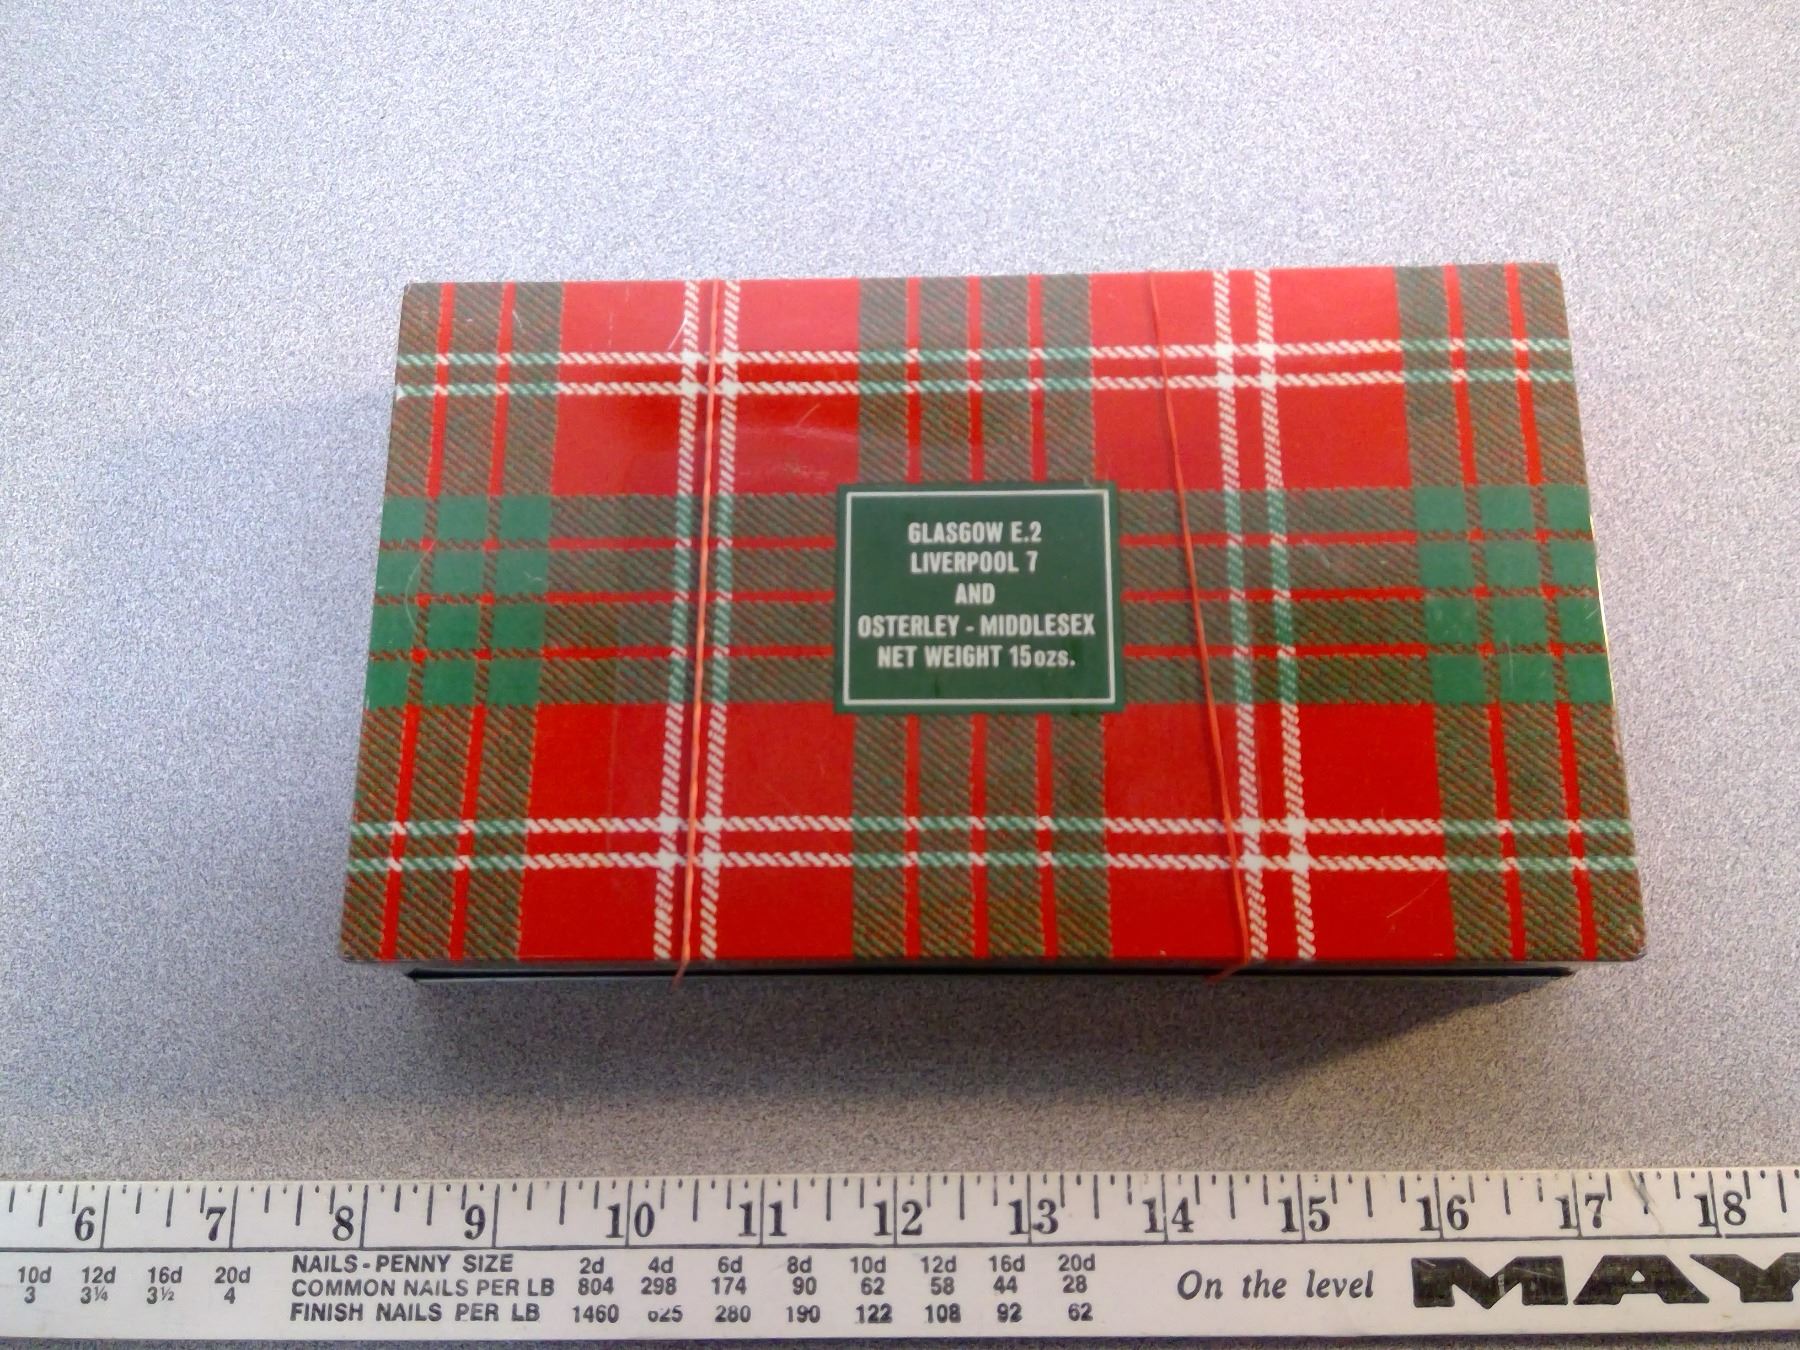 GLASGOW E.2
LIVERPOOL 7
AND
OSTERLEY - MIDDLESEX
NET WEIGHT 15ozs.
6 7 8 9 10 11 12 13 14 15 16 17 18
10d 12d 16d 20d
3 3¼ 3½ 4
NAILS - PENNY SIZE 2d 4d 6d 8d 10d 12d 16d 20d
COMMON NAILS PER LB 804 298 174 90 62 58 44 28
FINISH NAILS PER LB 1460 625 280 190 122 108 92 62
On the level
MAY